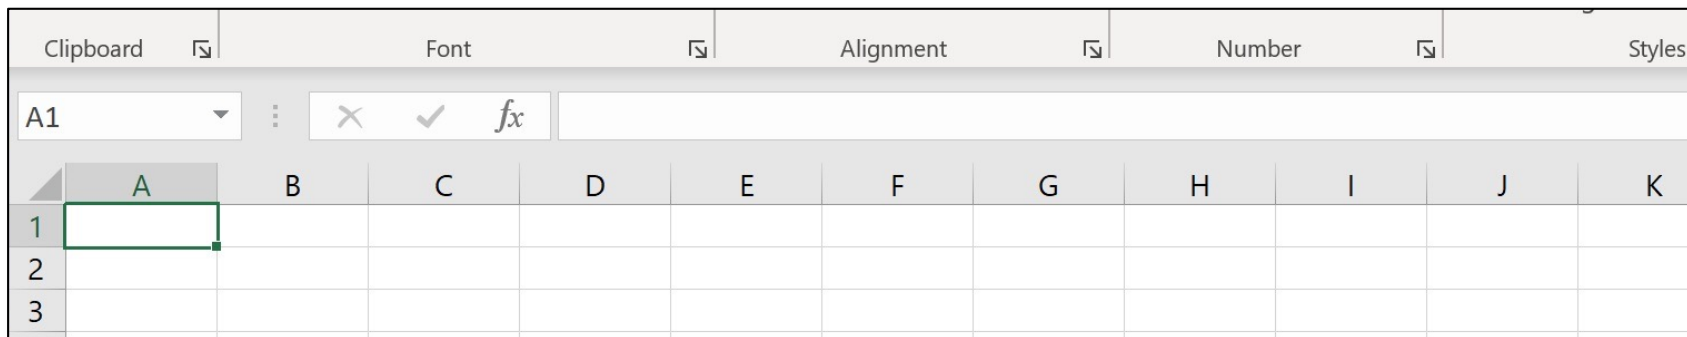 Clipboard Font Alignment Number Styles
A1 fx
A B C D E F G H I J K
1
2
3